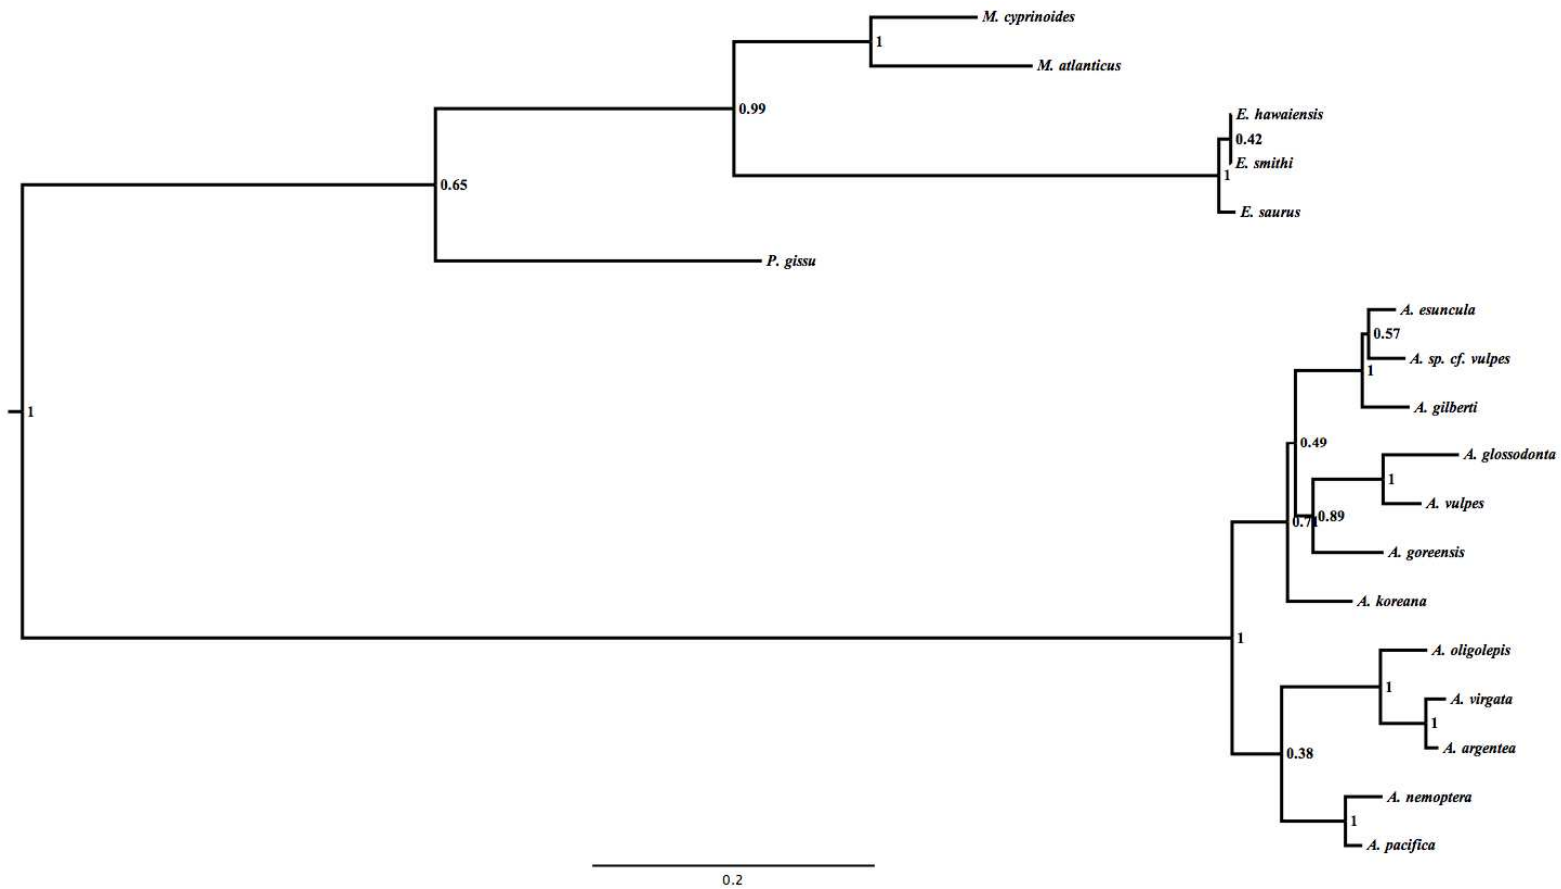 M. cyprinoides
1
M. atlanticus
0.99
E. hawaiensis
0.42
E. smithi
1
0.65
E. saurus
P. gissu
A. esuncula
0.57
A. sp. cf. vulpes
1
A. gilberti
1
0.49
A. glossodonta
1
A. vulpes
0.89
0.71
A. goreensis
A. koreana
1
A. oligolepis
1
A. virgata
1
A. argentea
0.38
A. nemoptera
1
A. pacifica
0.2